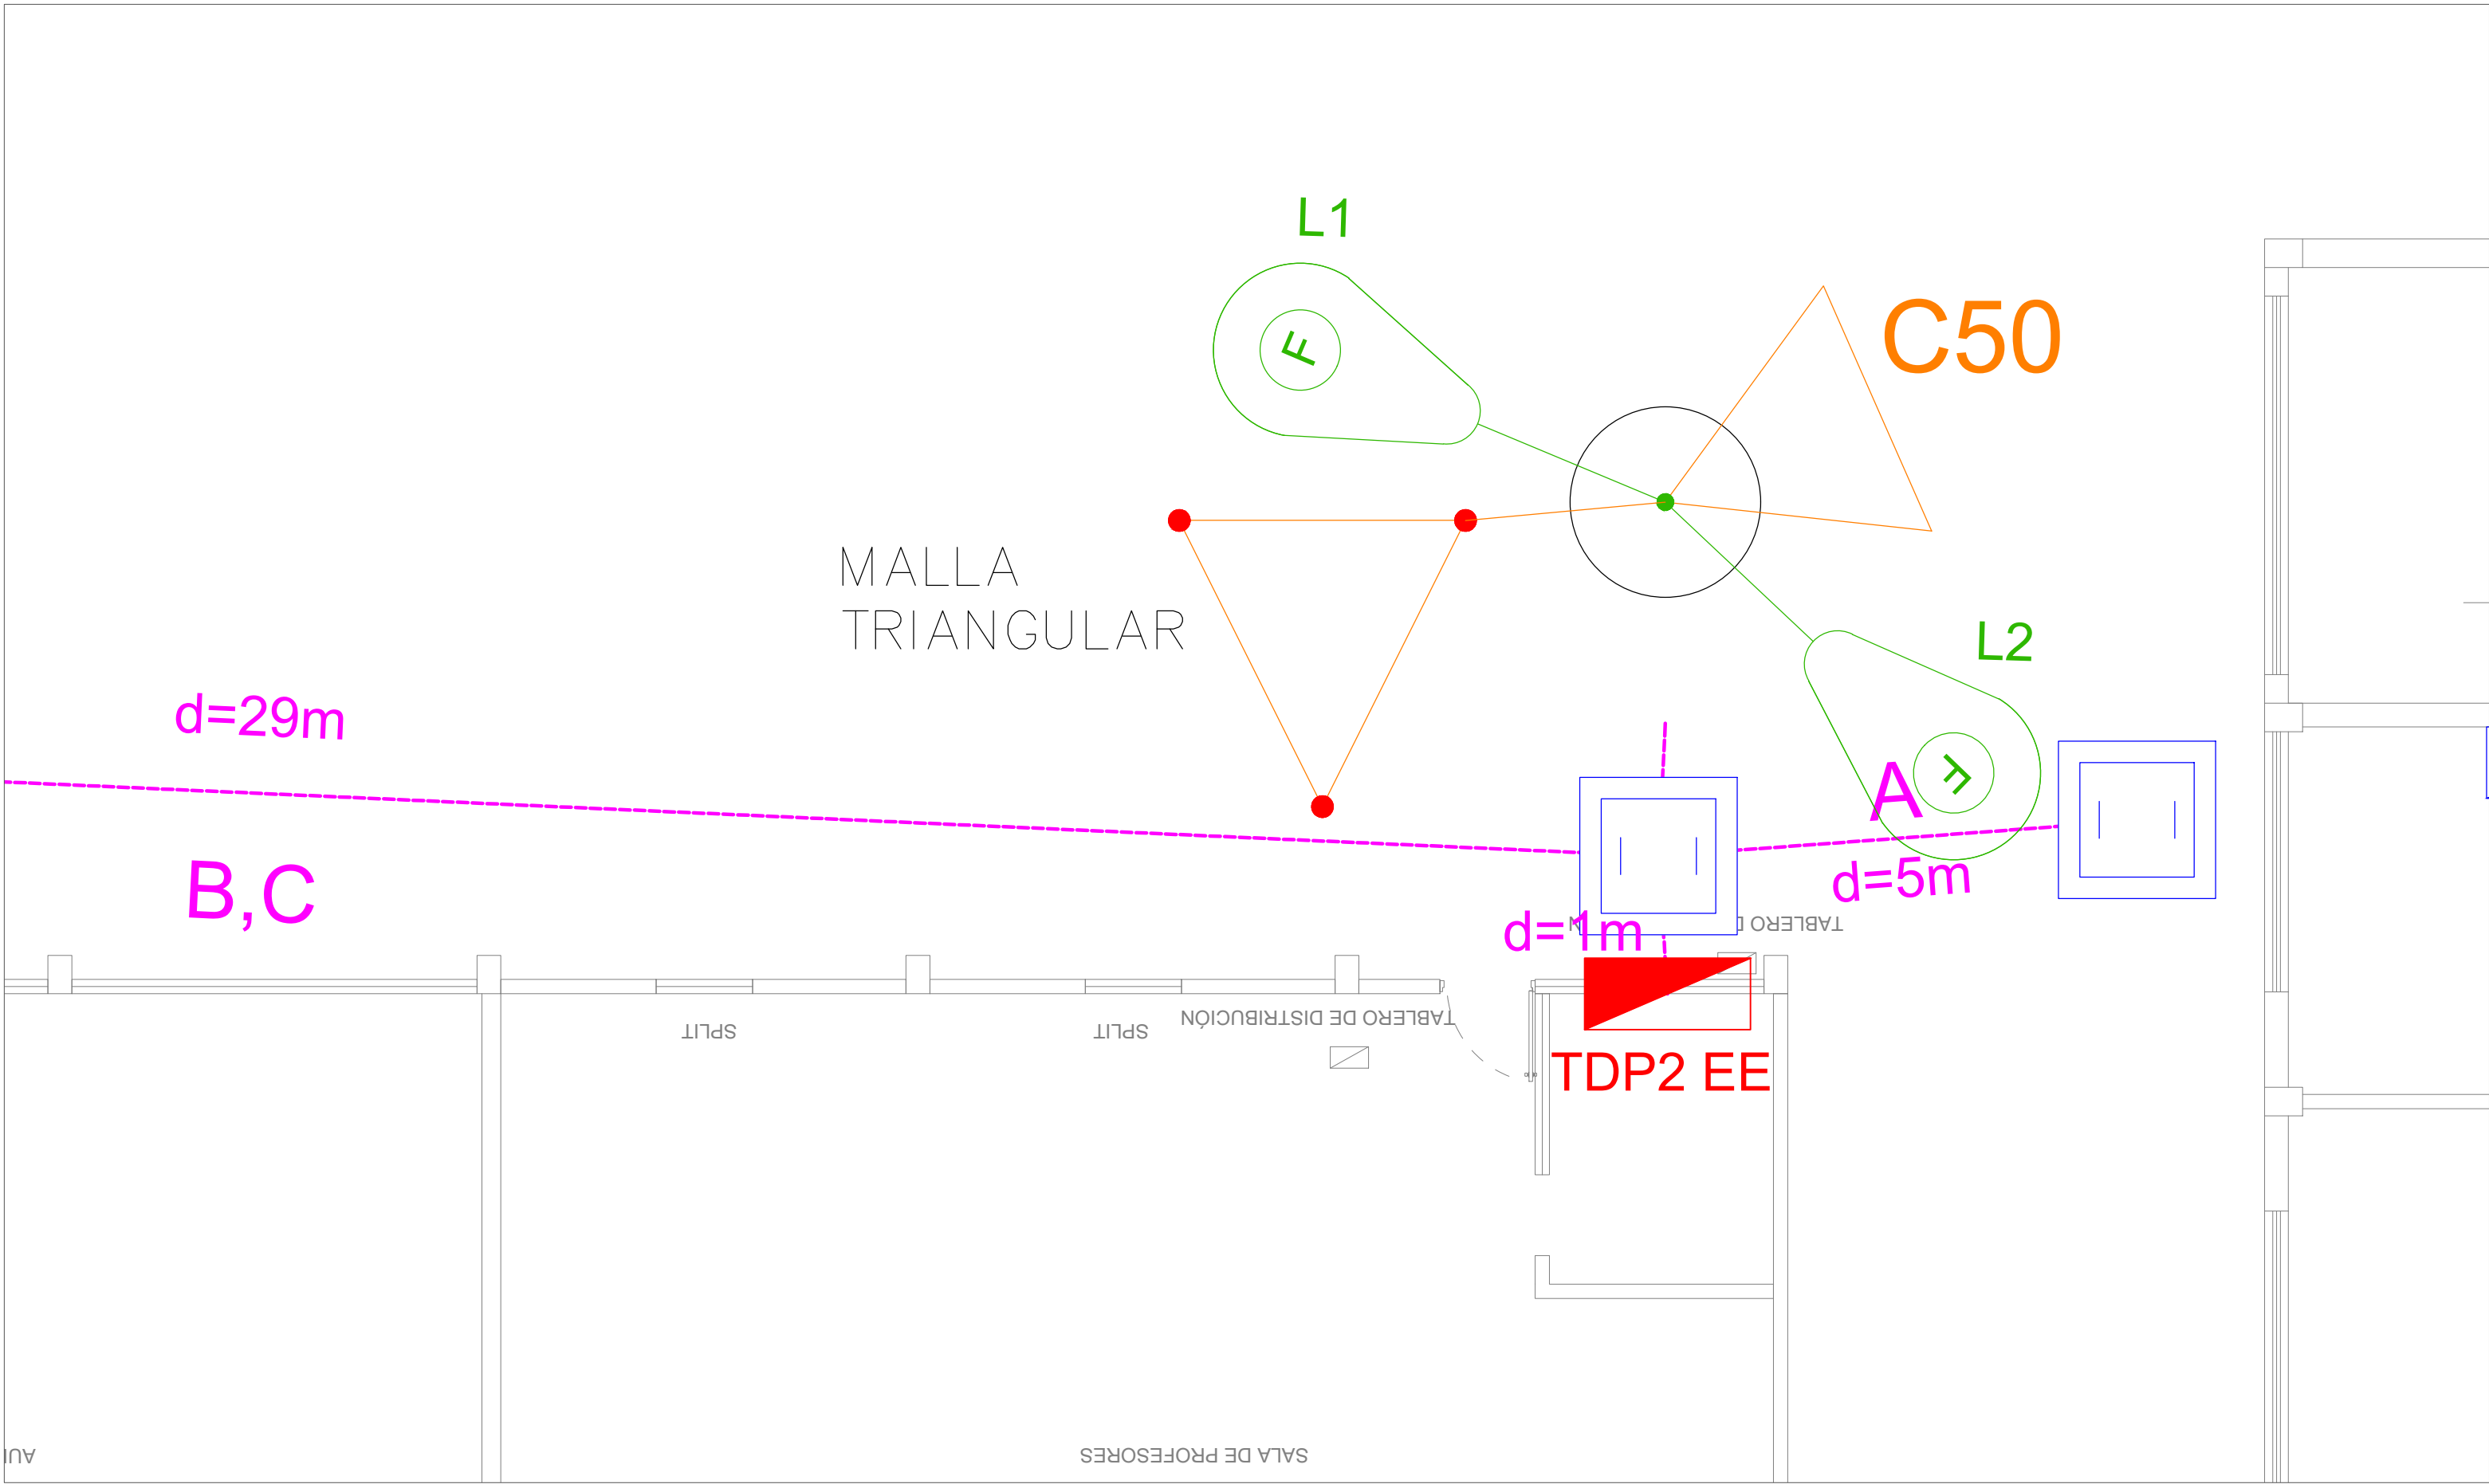 L1
F
C50
MALLA
TRIANGULAR
L2
d=29m
A
F
B,C
d=5m
d=1m
TABLERO D
SPLIT
SPLIT
TABLERO DE DISTRIBUCIÓN
TDP2 EE
SALA DE PROFESORES